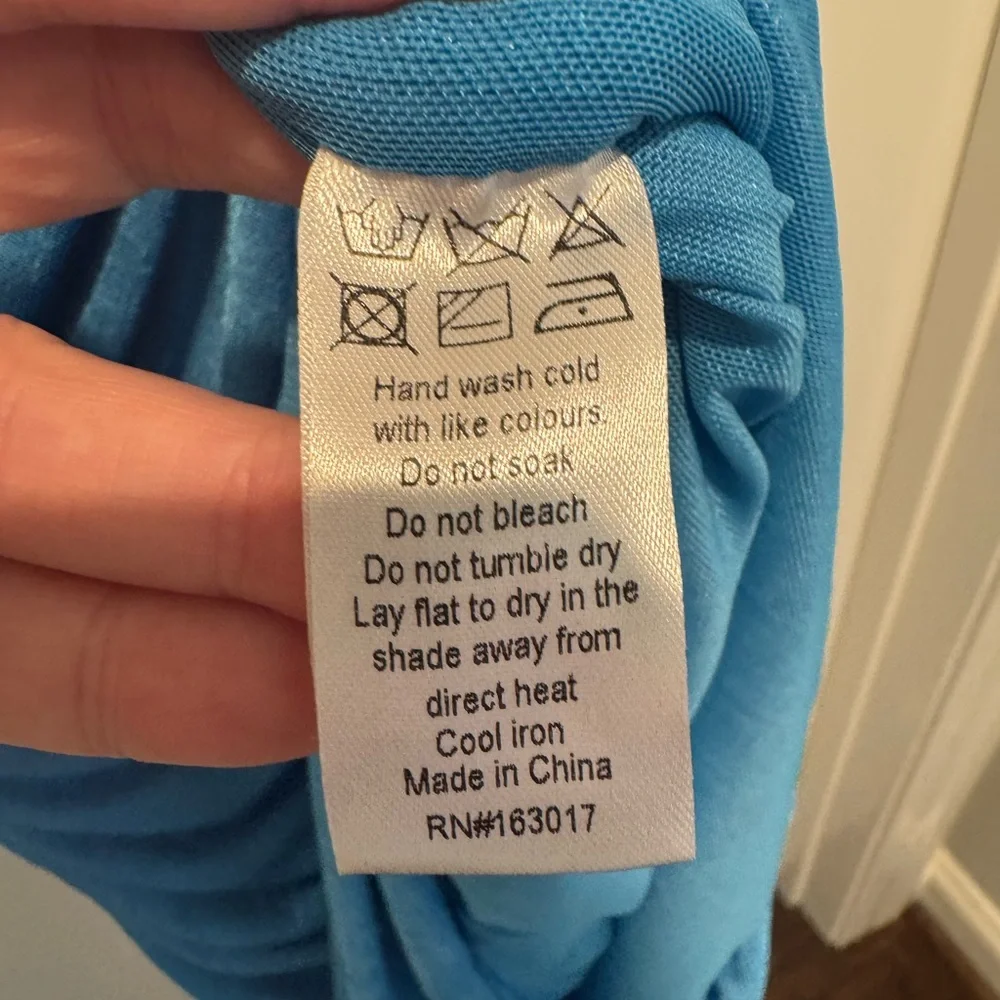 Hand wash cold
with like colours.
Do not soak
Do not bleach
Do not tumble dry
Lay flat to dry in the
shade away from
direct heat
Cool iron
Made in China
RN#163017